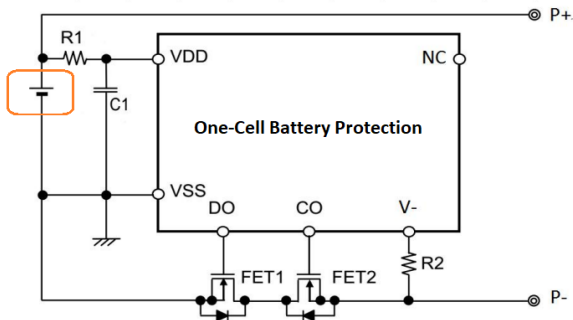 P+
R1
VDD
NC
C1
One-Cell Battery Protection
VSS
DO
CO
V-
FET1
FET2
R2
P-